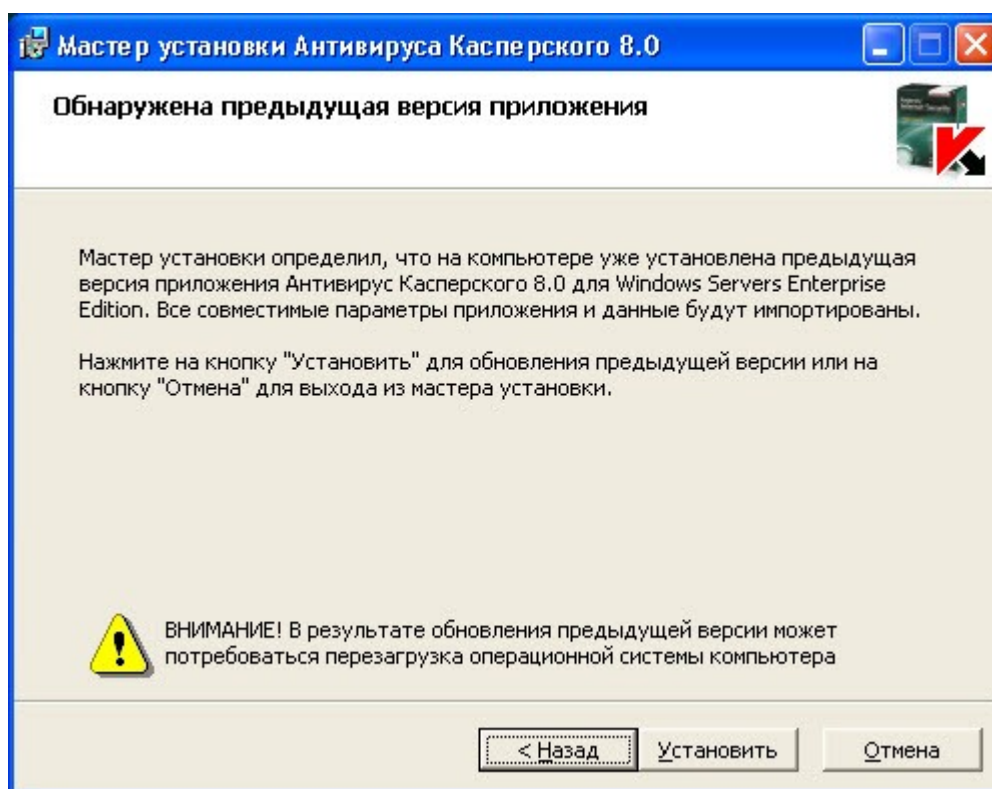 Мастер установки Антивируса Касперского 8.0
Обнаружена предыдущая версия приложения
Мастер установки определил, что на компьютере уже установлена предыдущая
версия приложения Антивирус Касперского 8.0 для Windows Servers Enterprise
Edition. Все совместимые параметры приложения и данные будут импортированы.
Нажмите на кнопку "Установить" для обновления предыдущей версии или на
кнопку "Отмена" для выхода из мастера установки.
ВНИМАНИЕ! В результате обновления предыдущей версии может
потребоваться перезагрузка операционной системы компьютера
< Назад Установить Отмена